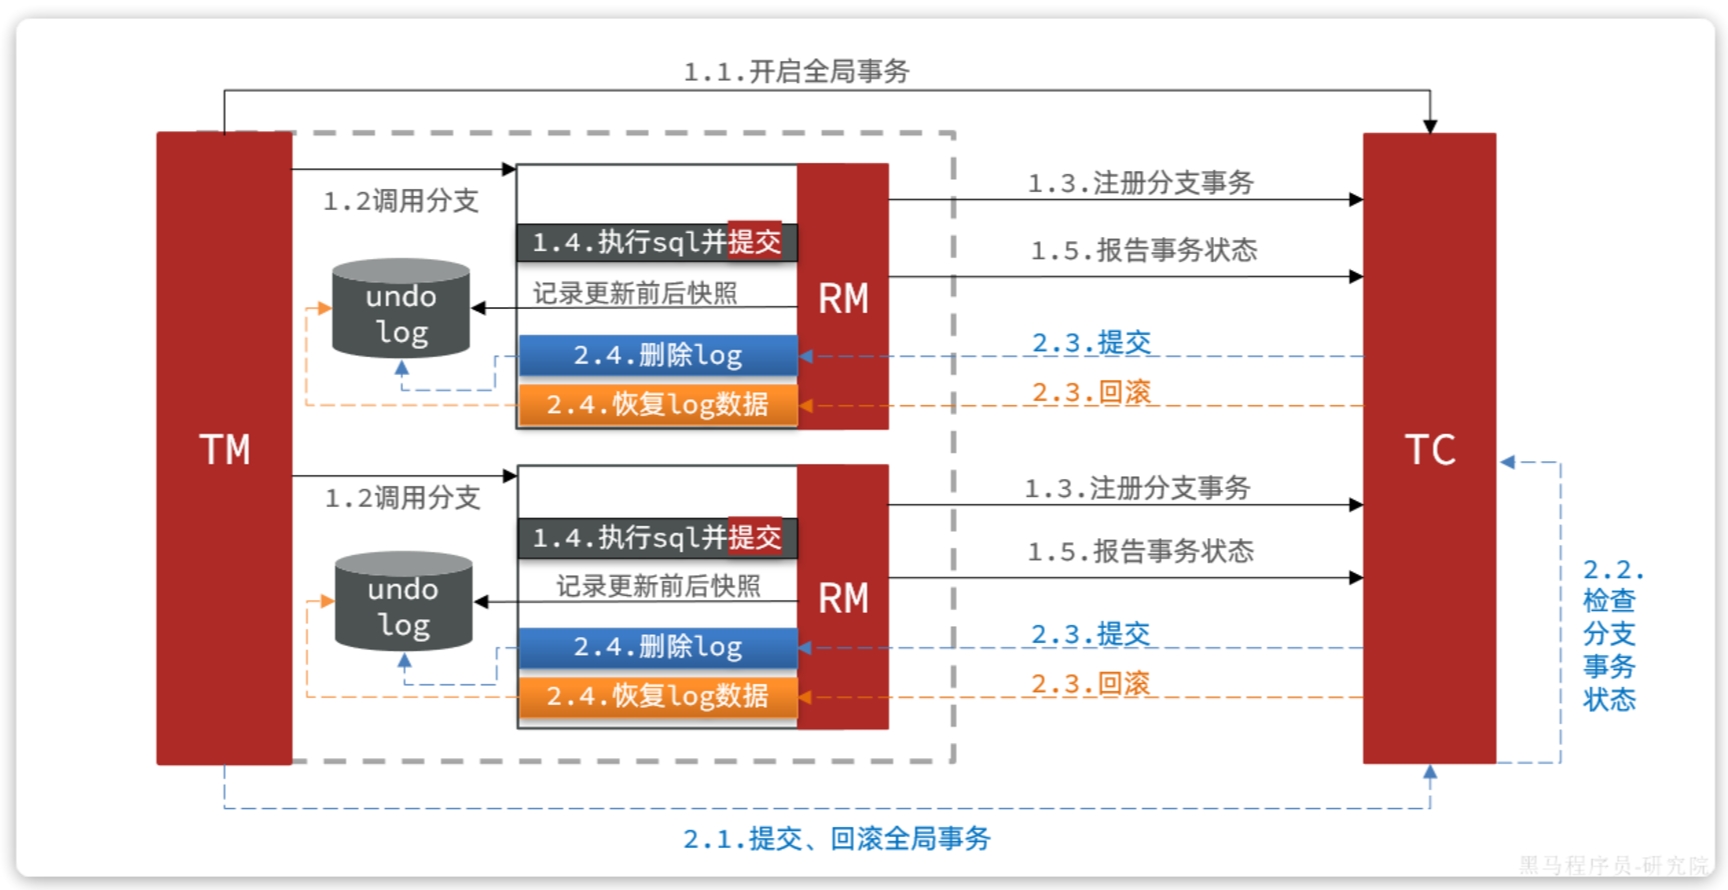 1.1.开启全局事务
TM
1.2调用分支
1.4.执行sql并提交
记录更新前后快照
undo
log
2.4.删除log
2.4.恢复log数据
RM
1.3.注册分支事务
1.5.报告事务状态
2.3.提交
2.3.回滚
1.2调用分支
1.4.执行sql并提交
记录更新前后快照
undo
log
2.4.删除log
2.4.恢复log数据
RM
1.3.注册分支事务
1.5.报告事务状态
2.3.提交
2.3.回滚
TC
2.2.
检查
分支
事务
状态
2.1.提交、回滚全局事务
黑马程序员-研究院